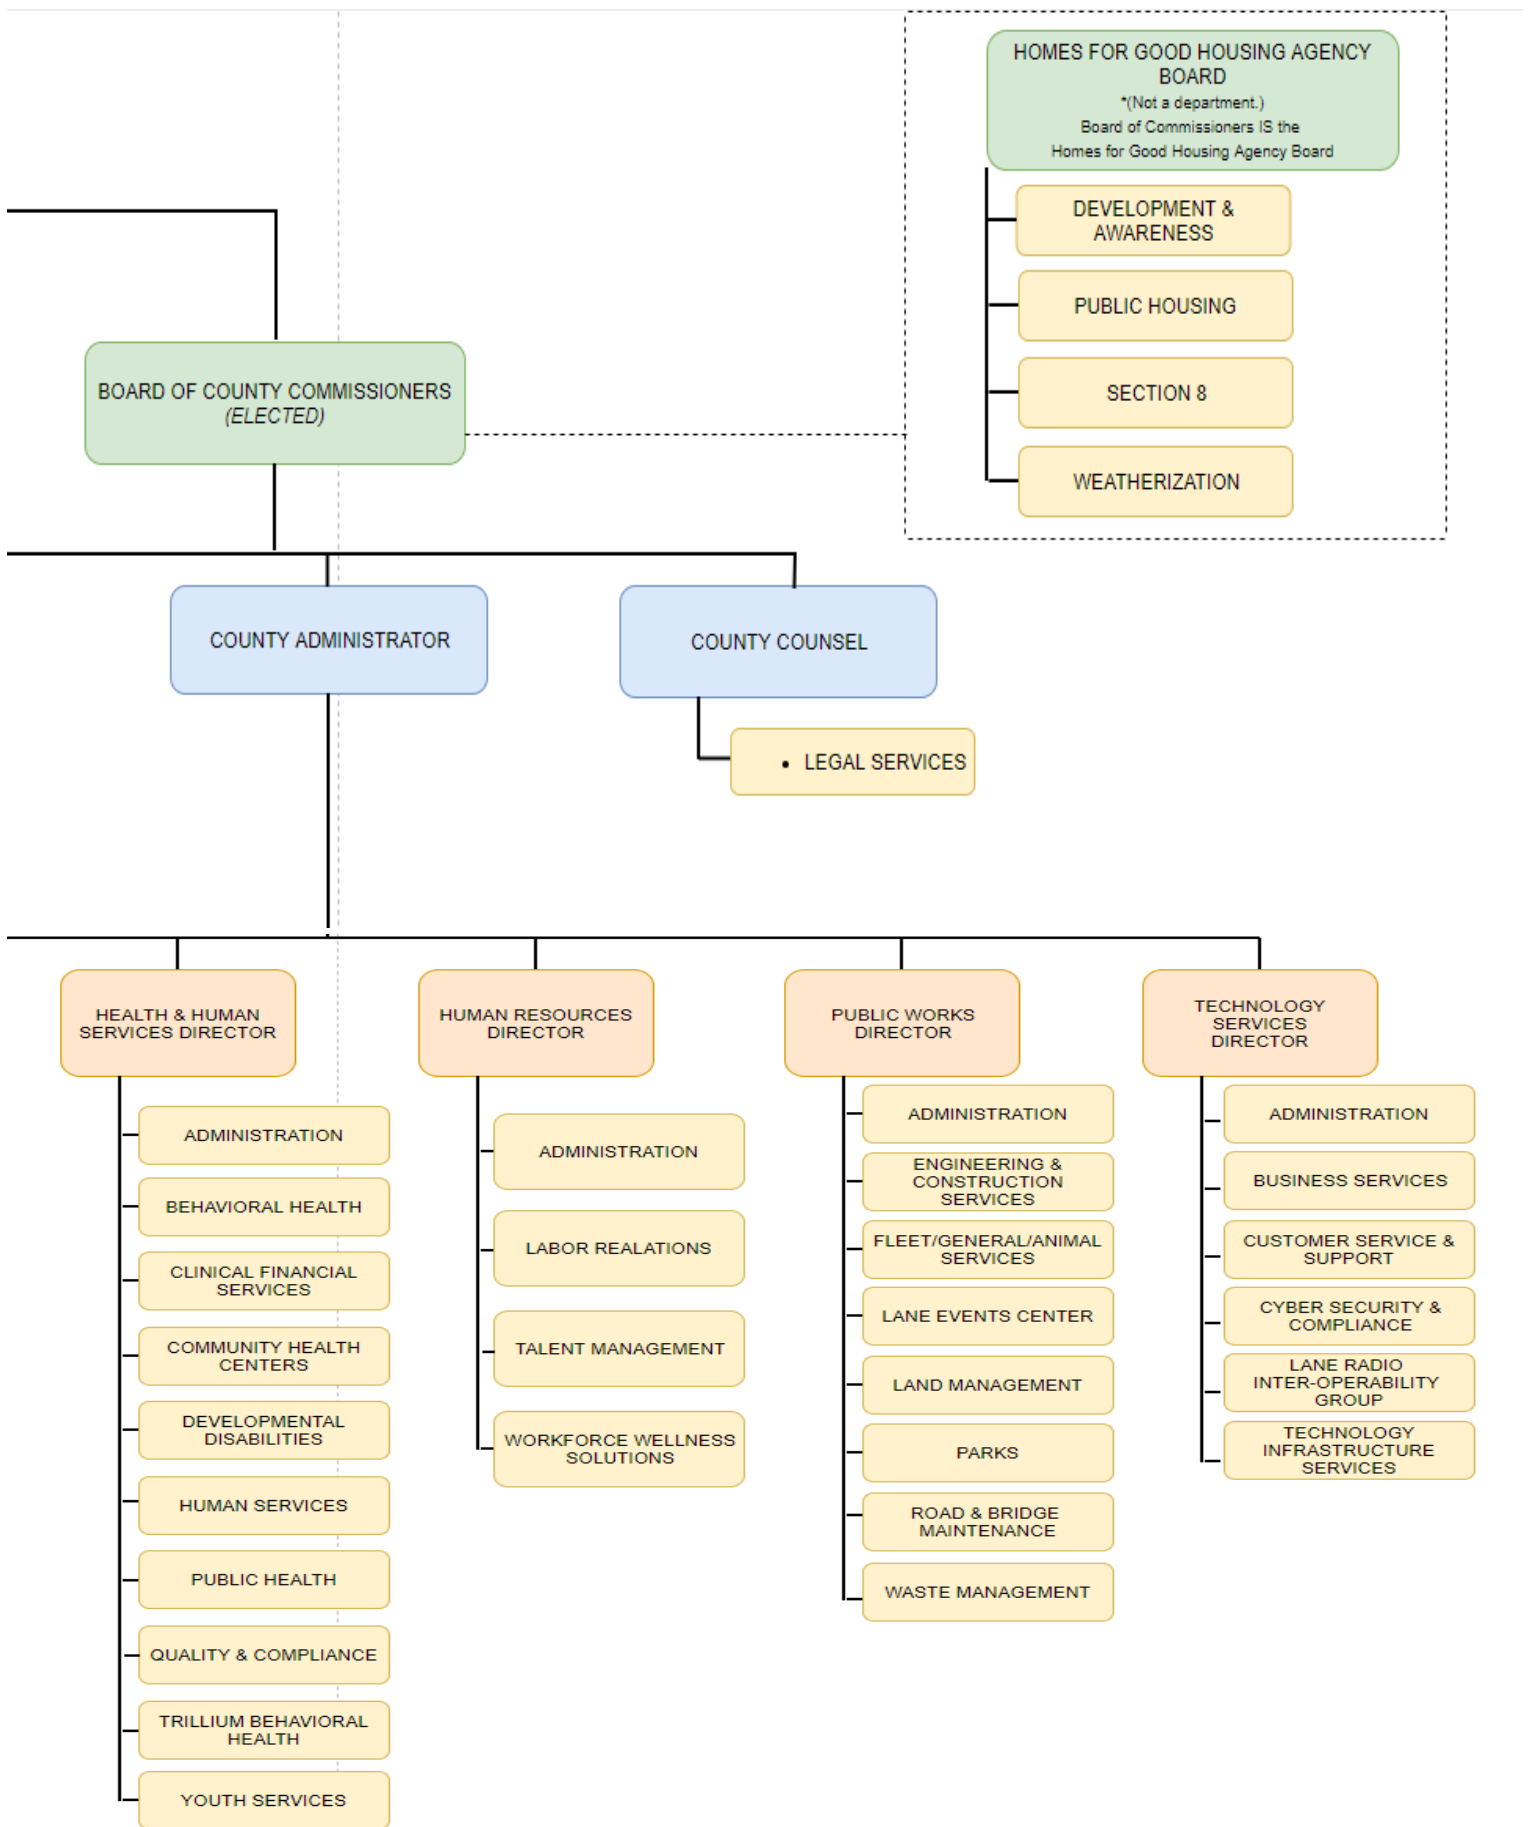 HOMES FOR GOOD HOUSING AGENCY
BOARD
*(Not a department.)
Board of Commissioners IS the
Homes for Good Housing Agency Board
DEVELOPMENT &
AWARENESS
PUBLIC HOUSING
SECTION 8
WEATHERIZATION
BOARD OF COUNTY COMMISSIONERS
(ELECTED)
COUNTY ADMINISTRATOR
COUNTY COUNSEL
• LEGAL SERVICES
HEALTH & HUMAN
SERVICES DIRECTOR
ADMINISTRATION
BEHAVIORAL HEALTH
CLINICAL FINANCIAL
SERVICES
COMMUNITY HEALTH
CENTERS
DEVELOPMENTAL
DISABILITIES
HUMAN SERVICES
PUBLIC HEALTH
QUALITY & COMPLIANCE
TRILLIUM BEHAVIORAL
HEALTH
YOUTH SERVICES
HUMAN RESOURCES
DIRECTOR
ADMINISTRATION
LABOR REALATIONS
TALENT MANAGEMENT
WORKFORCE WELLNESS
SOLUTIONS
PUBLIC WORKS
DIRECTOR
ADMINISTRATION
ENGINEERING &
CONSTRUCTION
SERVICES
FLEET/GENERAL/ANIMAL
SERVICES
LANE EVENTS CENTER
LAND MANAGEMENT
PARKS
ROAD & BRIDGE
MAINTENANCE
WASTE MANAGEMENT
TECHNOLOGY
SERVICES
DIRECTOR
ADMINISTRATION
BUSINESS SERVICES
CUSTOMER SERVICE &
SUPPORT
CYBER SECURITY &
COMPLIANCE
LANE RADIO
INTER-OPERABILITY
GROUP
TECHNOLOGY
INFRASTRUCTURE
SERVICES